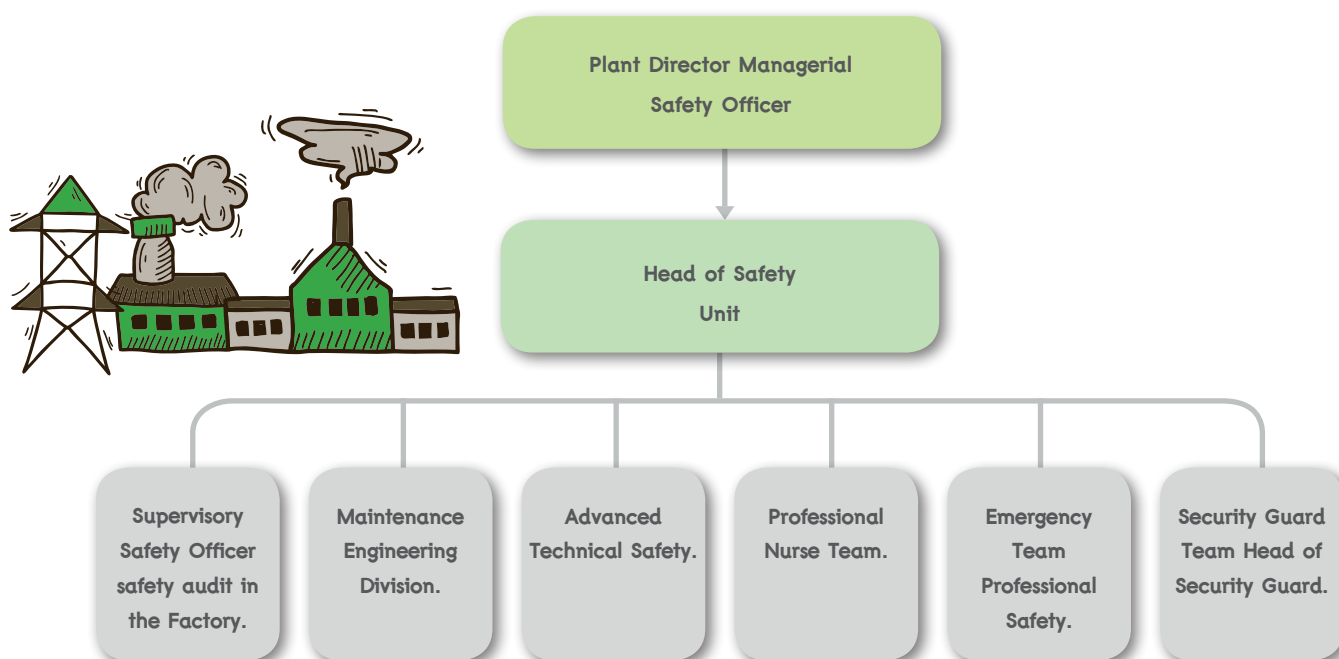 Plant Director Managerial
Safety Officer
Head of Safety
Unit
Supervisory
Safety Officer
safety audit in
the Factory.
Maintenance
Engineering
Division.
Advanced
Technical Safety.
Professional
Nurse Team.
Emergency
Team
Professional
Safety.
Security Guard
Team Head of
Security Guard.